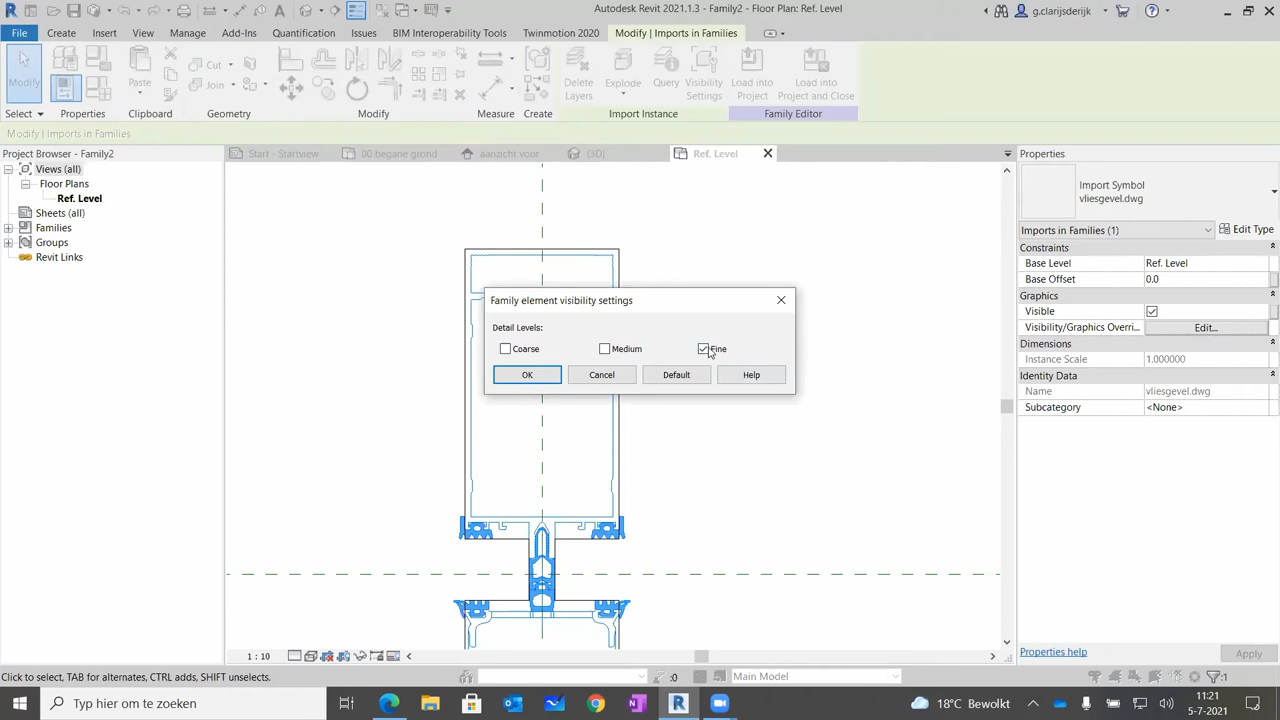 Autodesk Revit 2021.1.3 - Family2 - Floor Plan: Ref. Level
g.clarijsderijk
File Create Insert View Manage Add-Ins Quantification Issues BIM Interoperability Tools Twinmotion 2020 Modify | Imports in Families
Modify
Paste
Cut
Join
Delete Layers
Explode
Query
Visibility Settings
Load into Project
Load into Project and Close
Select Properties Clipboard Geometry Modify Measure Create Import Instance Family Editor
Modify | Imports in Families
Project Browser - Family2
Start - Startview
00 begane grond
aanzicht voor
{3D}
Ref. Level
Properties
Views (all)
Floor Plans
Ref. Level
Sheets (all)
Families
Groups
Revit Links
Family element visibility settings
Detail Levels:
Coarse Medium Fine
OK Cancel Default Help
Import Symbol
vliesgevel.dwg
Imports in Families (1) Edit Type
Constraints
Base Level Ref. Level
Base Offset 0.0
Graphics
Visible
Visibility/Graphics Overri... Edit...
Dimensions
Instance Scale 1.000000
Identity Data
Name vliesgevel.dwg
Subcategory <None>
Properties help Apply
1 : 10
Click to select, TAB for alternates, CTRL adds, SHIFT unselects.
:0
Main Model
:1
Typ hier om te zoeken
18°C Bewolkt
11:21
5-7-2021